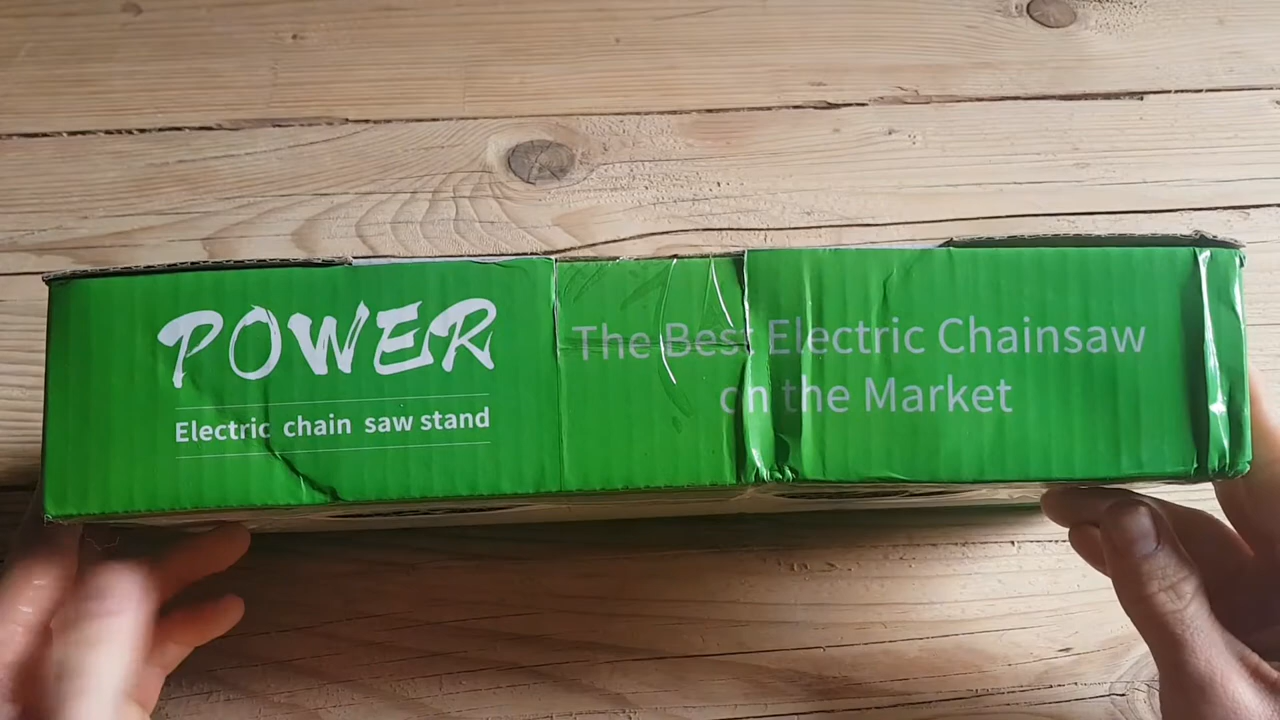 POWER
Electric chain saw stand
The Best Electric Chainsaw
on the Market